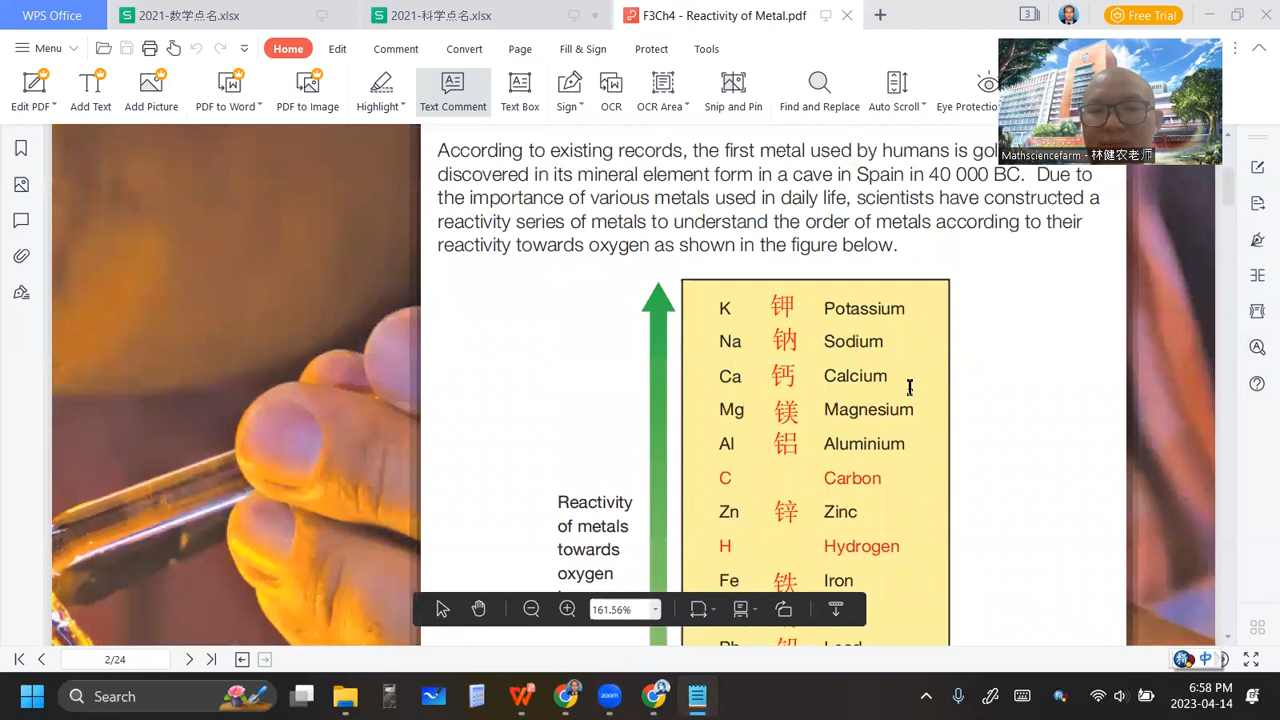 WPS Office
2021-数学点名.xlsx
F3Ch4 - Reactivity of Metal.pdf
3
Free Trial
Menu
Home
Edit
Comment
Convert
Page
Fill & Sign
Protect
Tools
Edit PDF
Add Text
Add Picture
PDF to Word
PDF to Image
Highlight
Text Comment
Text Box
Sign
OCR
OCR Area
Snip and Pin
Find and Replace
Auto Scroll
Eye Protectio
Mathsciencefarm - 林健农老师
According to existing records, the first metal used by humans is
discovered in its mineral element form in a cave in Spain in 40 000 BC. Due to
the importance of various metals used in daily life, scientists have constructed a
reactivity series of metals to understand the order of metals according to their
reactivity towards oxygen as shown in the figure below.
K 钾 Potassium
Na 钠 Sodium
Ca 钙 Calcium
Mg 镁 Magnesium
Al 铝 Aluminium
C Carbon
Zn 锌 Zinc
H Hydrogen
Fe 铁 Iron
Reactivity
of metals
towards
oxygen
161.56%
2/24
Search
中
6:58 PM
2023-04-14